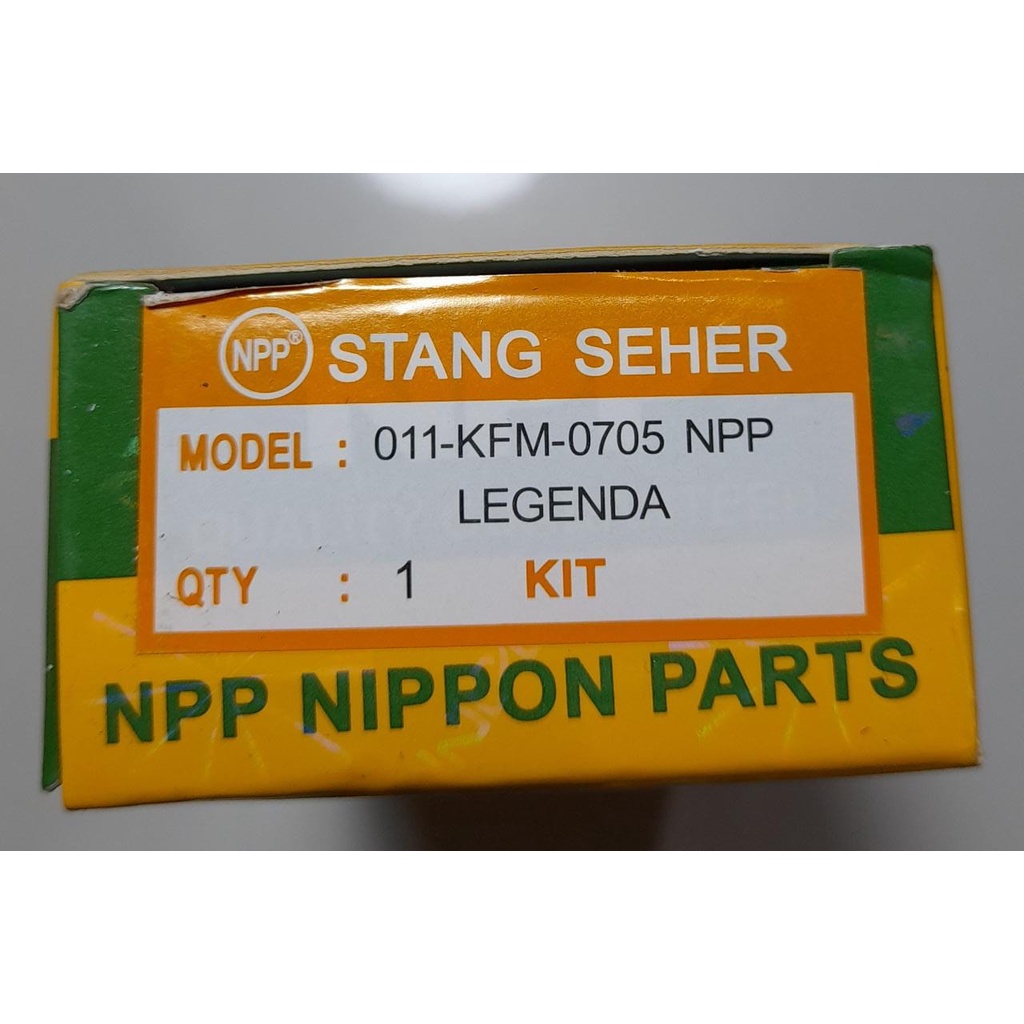 NPP® STANG SEHER
MODEL : 011-KFM-0705 NPP
LEGENDA
QTY : 1 KIT
NPP NIPPON PARTS